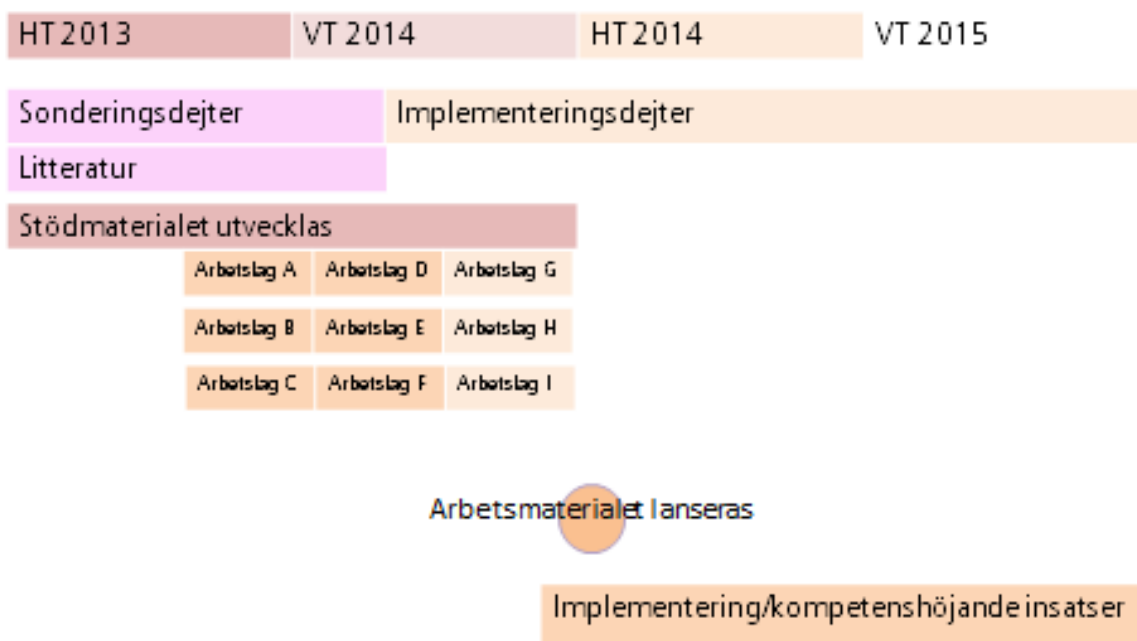 HT 2013 VT 2014 HT 2014 VT 2015
Sonderingsdejter Implementeringsdejter
Litteratur
Stödmaterialet utvecklas
Arbetslag A Arbetslag D Arbetslag G
Arbetslag B Arbetslag E Arbetslag H
Arbetslag C Arbetslag F Arbetslag I
Arbetsmaterialet lanseras
Implementering/kompetenshöjande insatser